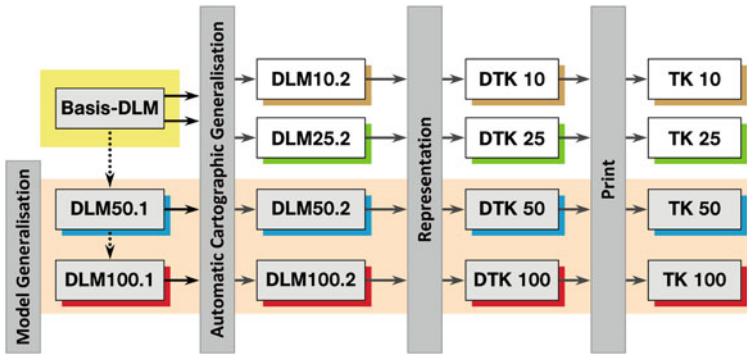 Model Generalisation
Basis-DLM
DLM50.1
DLM100.1
Automatic Cartographic Generalisation
DLM10.2
DLM25.2
DLM50.2
DLM100.2
Representation
DTK 10
DTK 25
DTK 50
DTK 100
Print
TK 10
TK 25
TK 50
TK 100